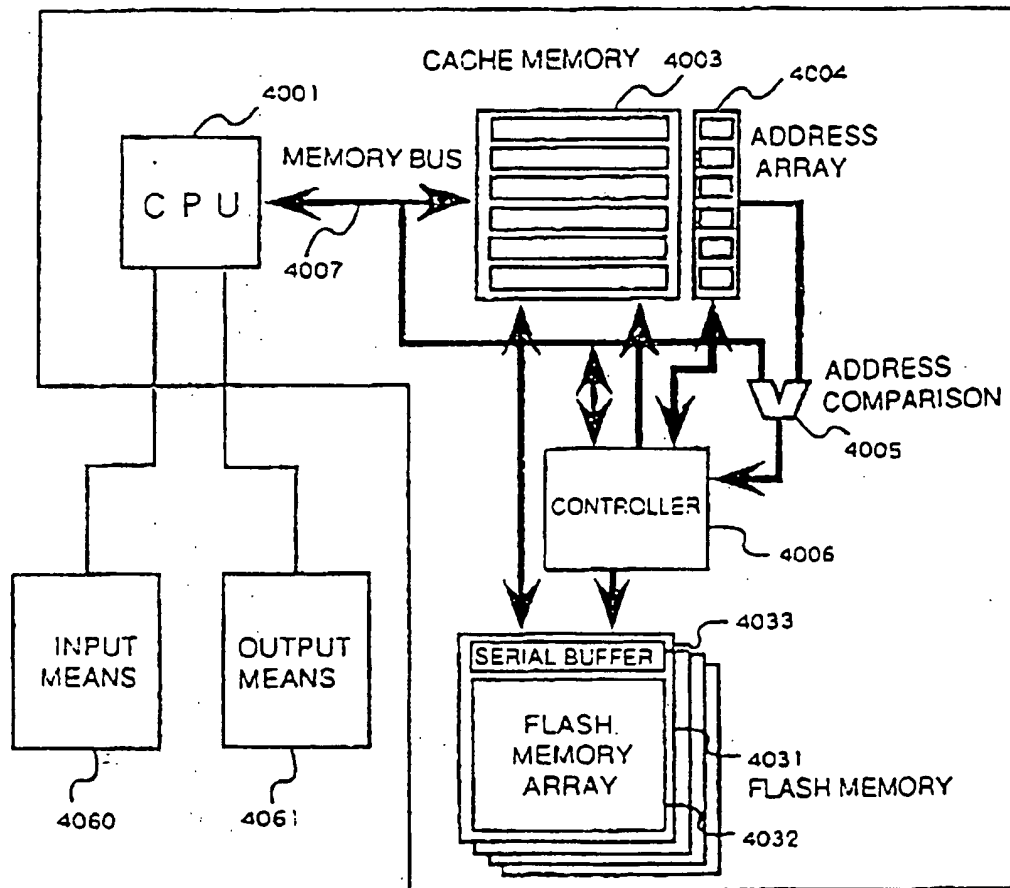 CACHE MEMORY
4003
4004
4001
ADDRESS
ARRAY
MEMORY BUS
C P U
4007
ADDRESS
COMPARISON
4005
CONTROLLER
4006
4033
SERIAL BUFFER
INPUT
MEANS
OUTPUT
MEANS
FLASH
MEMORY
ARRAY
4031
FLASH MEMORY
4032
4060
4061